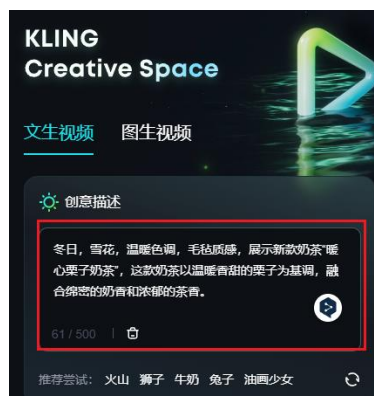 KLING
Creative Space
文生视频 图生视频
创意描述
冬日，雪花，温暖色调，毛毡质感，展示新款奶茶“暖
心栗子奶茶”，这款奶茶以温暖香甜的栗子为基调，融
合绵密的奶香和浓郁的茶香。
61 / 500
推荐尝试： 火山 狮子 牛奶 兔子 油画少女